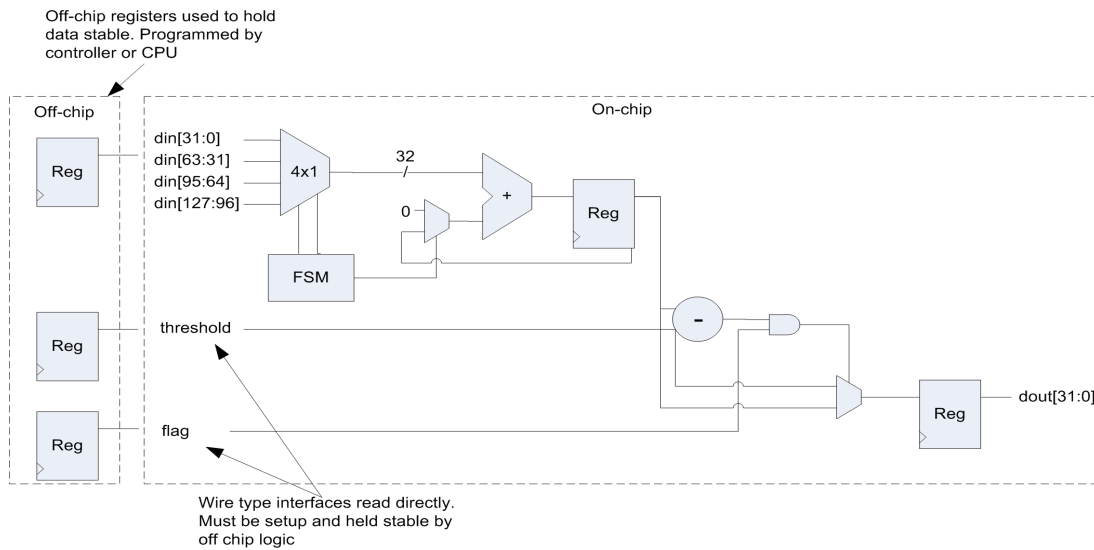 Off-chip registers used to hold
data stable. Programmed by
controller or CPU
Off-chip
On-chip
Reg
din[31:0]
din[63:31]
din[95:64]
din[127:96]
4x1
32
0
+
Reg
FSM
Reg
threshold
-
Reg
flag
Reg
dout[31:0]
Wire type interfaces read directly.
Must be setup and held stable by
off chip logic